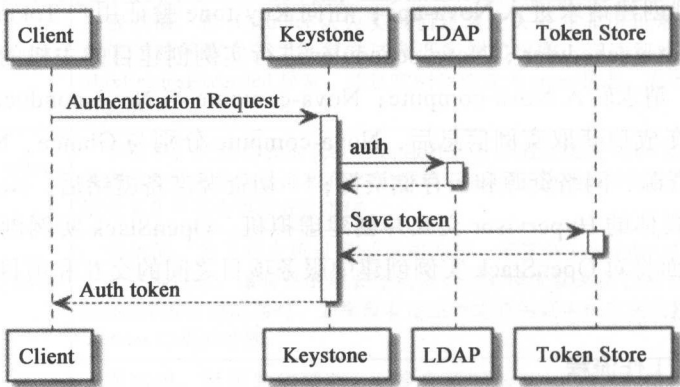 Client
Keystone
LDAP
Token Store
Authentication Request
auth
Save token
Auth token
Client
Keystone
LDAP
Token Store